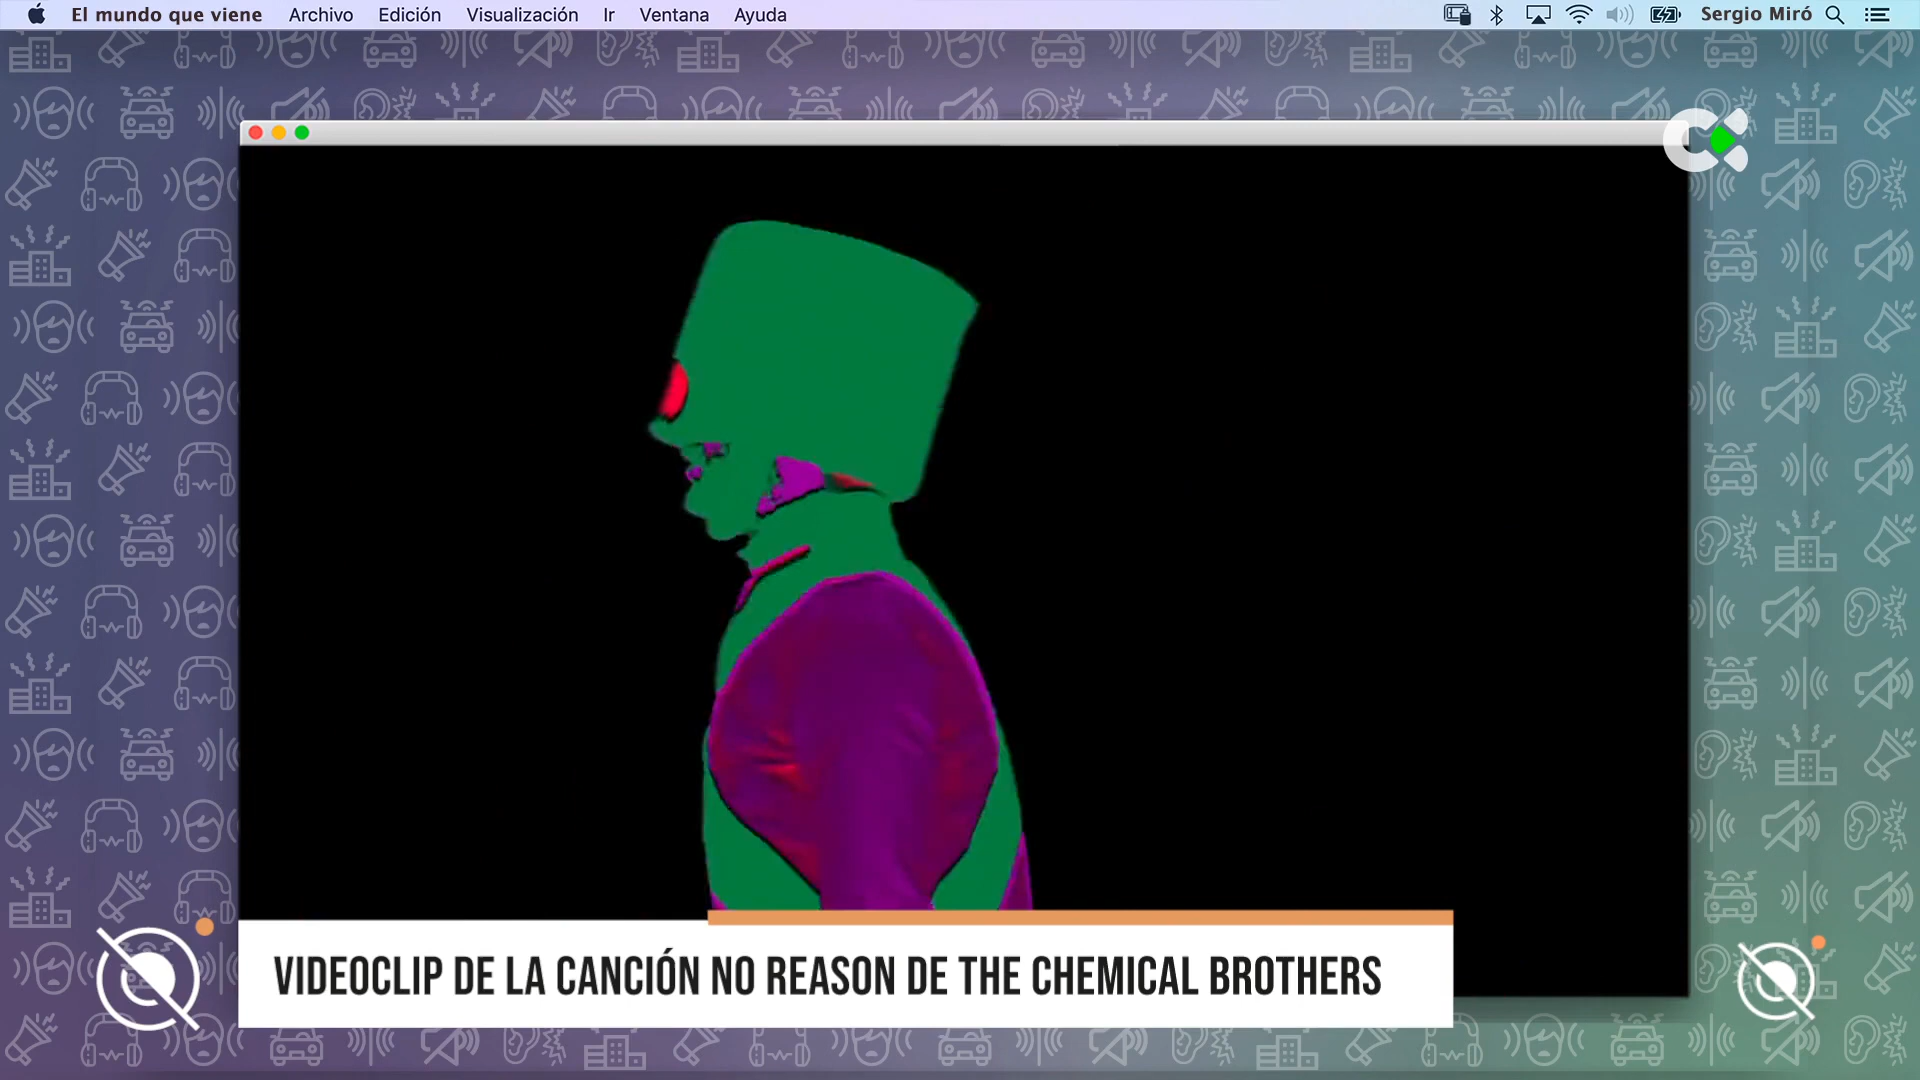 El mundo que viene Archivo Edición Visualización Ir Ventana Ayuda Sergio Miró
VIDEOCLIP DE LA CANCIÓN NO REASON DE THE CHEMICAL BROTHERS